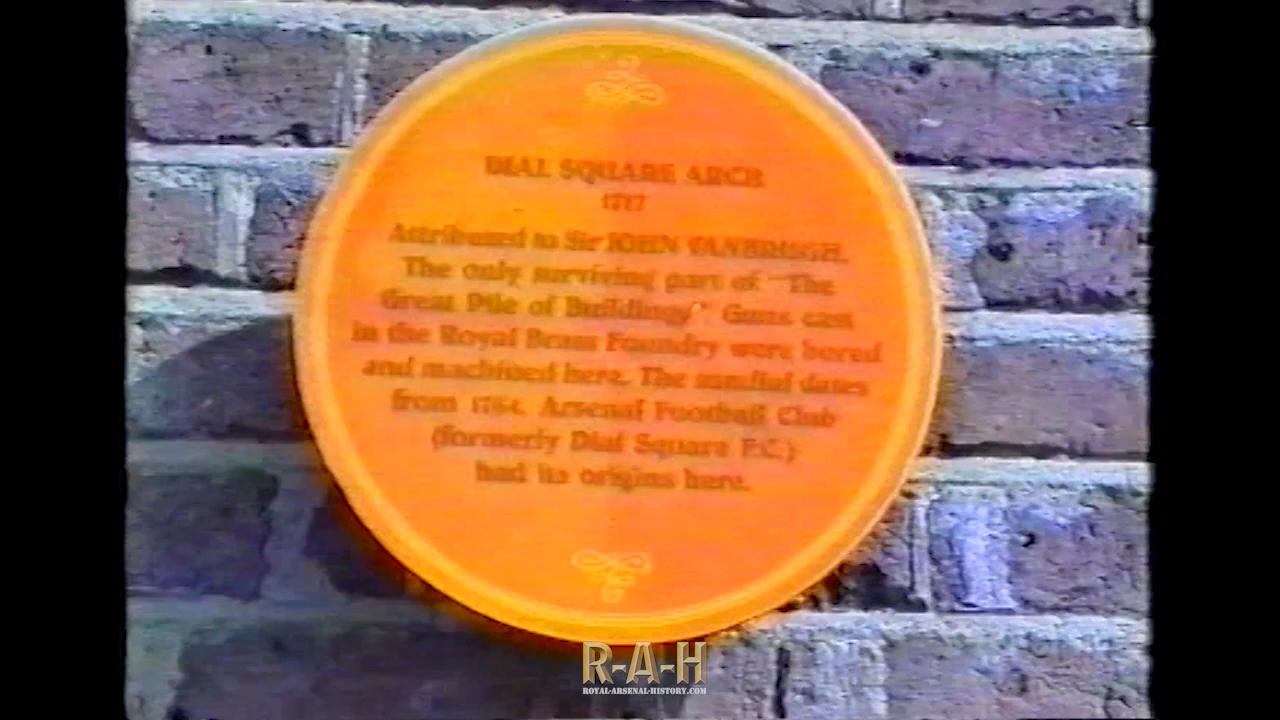 DIAL SQUARE ARCH
1717
Attributed to Sir JOHN VANBRUGH.
The only surviving part of "The
Great Pile of Buildings" Guns cast
in the Royal Brass Foundry were bored
and machined here. The sundial dates
from 1764. Arsenal Football Club
(formerly Dial Square F.C.)
had its origins here.
R-A-H
ROYAL-ARSENAL-HISTORY.COM